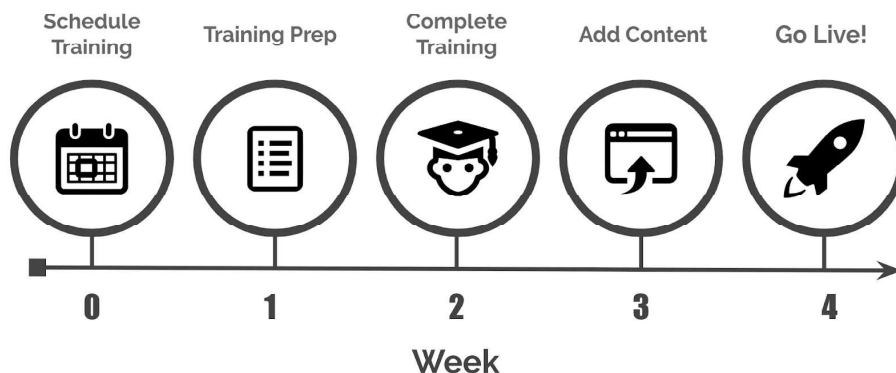 Schedule
Training
Training Prep
Complete
Training
Add Content
Go Live!
0
1
2
3
4
Week